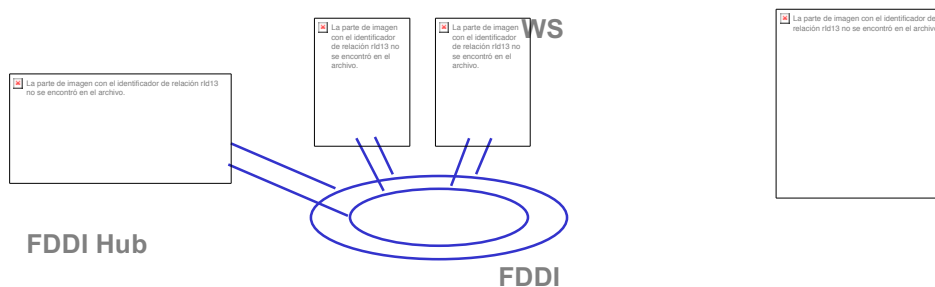 La parte de imagen
con el identificador
de relación rId13 no
se encontró en el
archivo.
La parte de imagen
con el identificador
de relación rId13 no
se encontró en el
archivo.
WS
La parte de imagen con el identificador de
relación rId13 no se encontró en el archivo
La parte de imagen con el identificador de relación rId13
no se encontró en el archivo.
FDDI Hub
FDDI